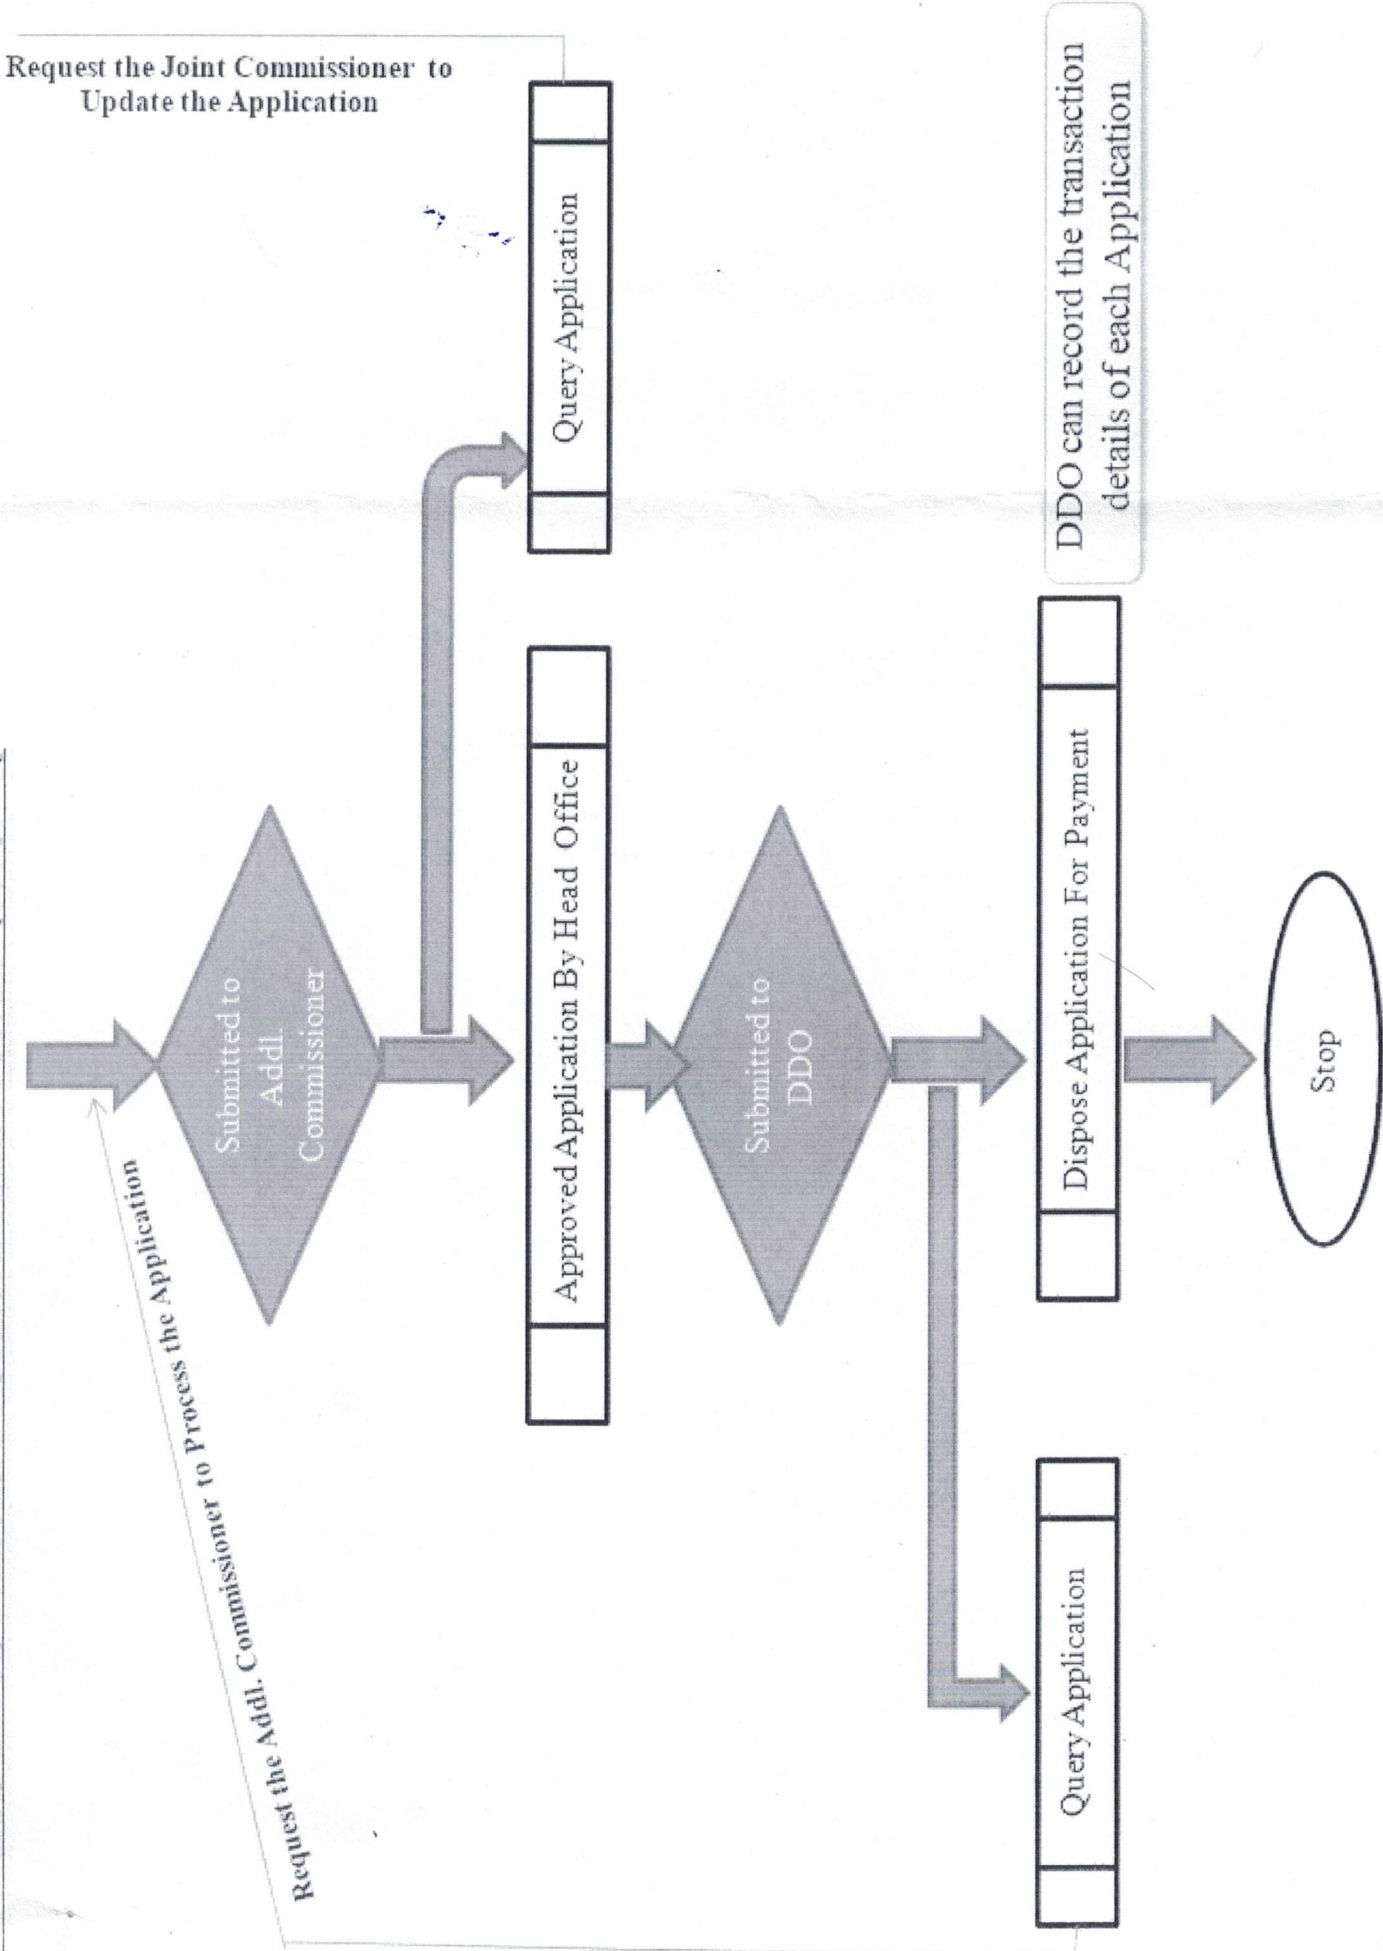 Request the Joint Commissioner to
Update the Application
Request the Addl. Commissioner to Process the Application
Submitted to
Addl.
Commissioner
Query Application
Approved Application By Head Office
Submitted to
DDO
Query Application
Dispose Application For Payment
DDO can record the transaction
details of each Application
Stop